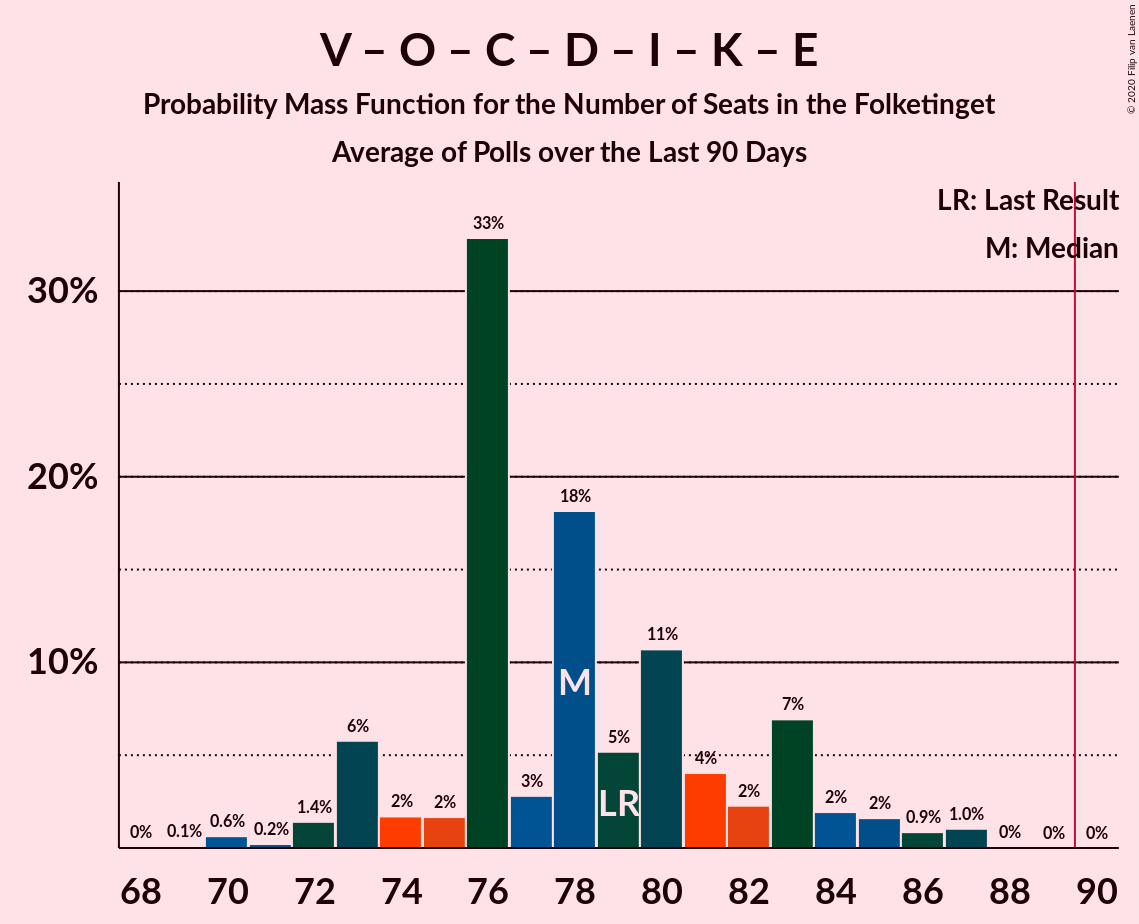 V – O – C – D – I – K – E
Probability Mass Function for the Number of Seats in the Folketinget
Average of Polls over the Last 90 Days
© 2020 Filip van Laenen
LR: Last Result
M: Median
30%
20%
10%
0% 0.1% 0.6% 0.2% 1.4% 6% 2% 2% 33% 3% 18% 5% 11% 4% 2% 7% 2% 2% 0.9% 1.0% 0% 0% 0%
M
LR
68 70 72 74 76 78 80 82 84 86 88 90